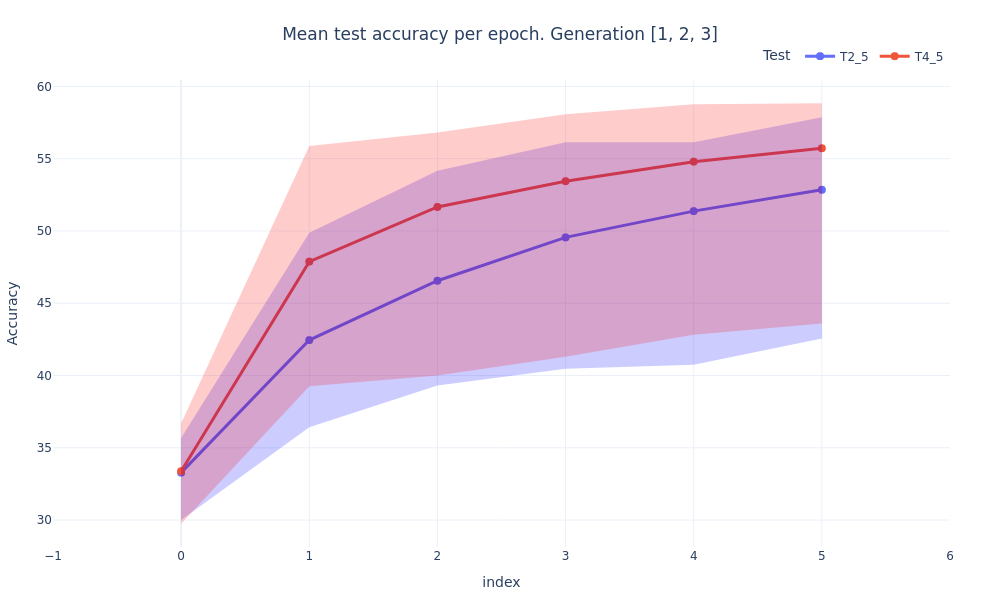 Mean test accuracy per epoch. Generation [1, 2, 3]
Test T2_5 T4_5
60
55
50
45
40
35
30
Accuracy
−1 0 1 2 3 4 5 6
index